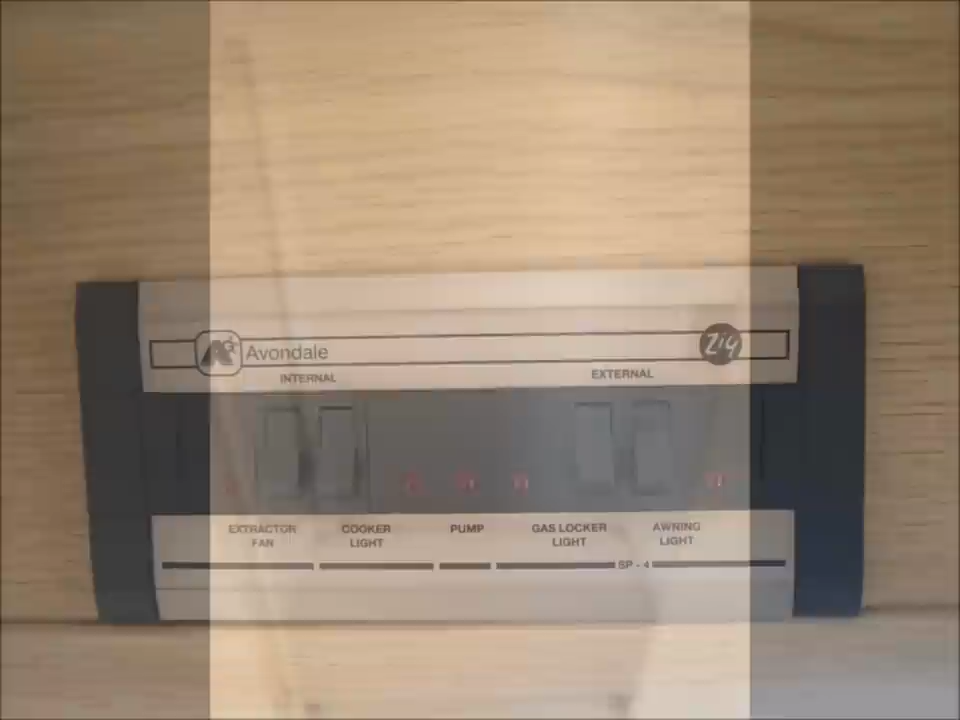 Avondale
Zig
INTERNAL
EXTERNAL
EXTRACTOR
FAN
COOKER
LIGHT
PUMP
GAS LOCKER
LIGHT
AWNING
LIGHT
SP - 4